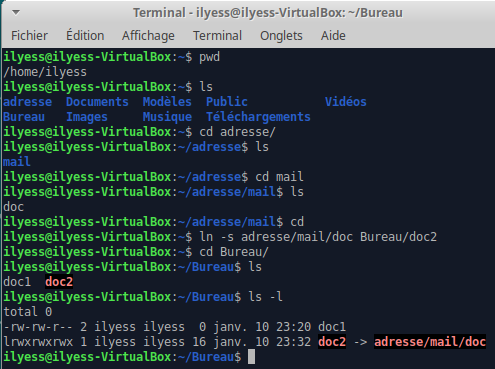 Terminal - ilyess@ilyess-VirtualBox: ~/Bureau
Fichier Édition Affichage Terminal Onglets Aide
ilyess@ilyess-VirtualBox:~$ pwd
/home/ilyess
ilyess@ilyess-VirtualBox:~$ ls
adresse  Documents  Modèles  Public           Vidéos
Bureau   Images     Musique  Téléchargements
ilyess@ilyess-VirtualBox:~$ cd adresse/
ilyess@ilyess-VirtualBox:~/adresse$ ls
mail
ilyess@ilyess-VirtualBox:~/adresse$ cd mail
ilyess@ilyess-VirtualBox:~/adresse/mail$ ls
doc
ilyess@ilyess-VirtualBox:~/adresse/mail$ cd
ilyess@ilyess-VirtualBox:~$ ln -s adresse/mail/doc Bureau/doc2
ilyess@ilyess-VirtualBox:~$ cd Bureau/
ilyess@ilyess-VirtualBox:~/Bureau$ ls
doc1  doc2
ilyess@ilyess-VirtualBox:~/Bureau$ ls -l
total 0
-rw-rw-r-- 2 ilyess ilyess  0 janv. 10 23:20 doc1
lrwxrwxrwx 1 ilyess ilyess 16 janv. 10 23:32 doc2 -> adresse/mail/doc
ilyess@ilyess-VirtualBox:~/Bureau$